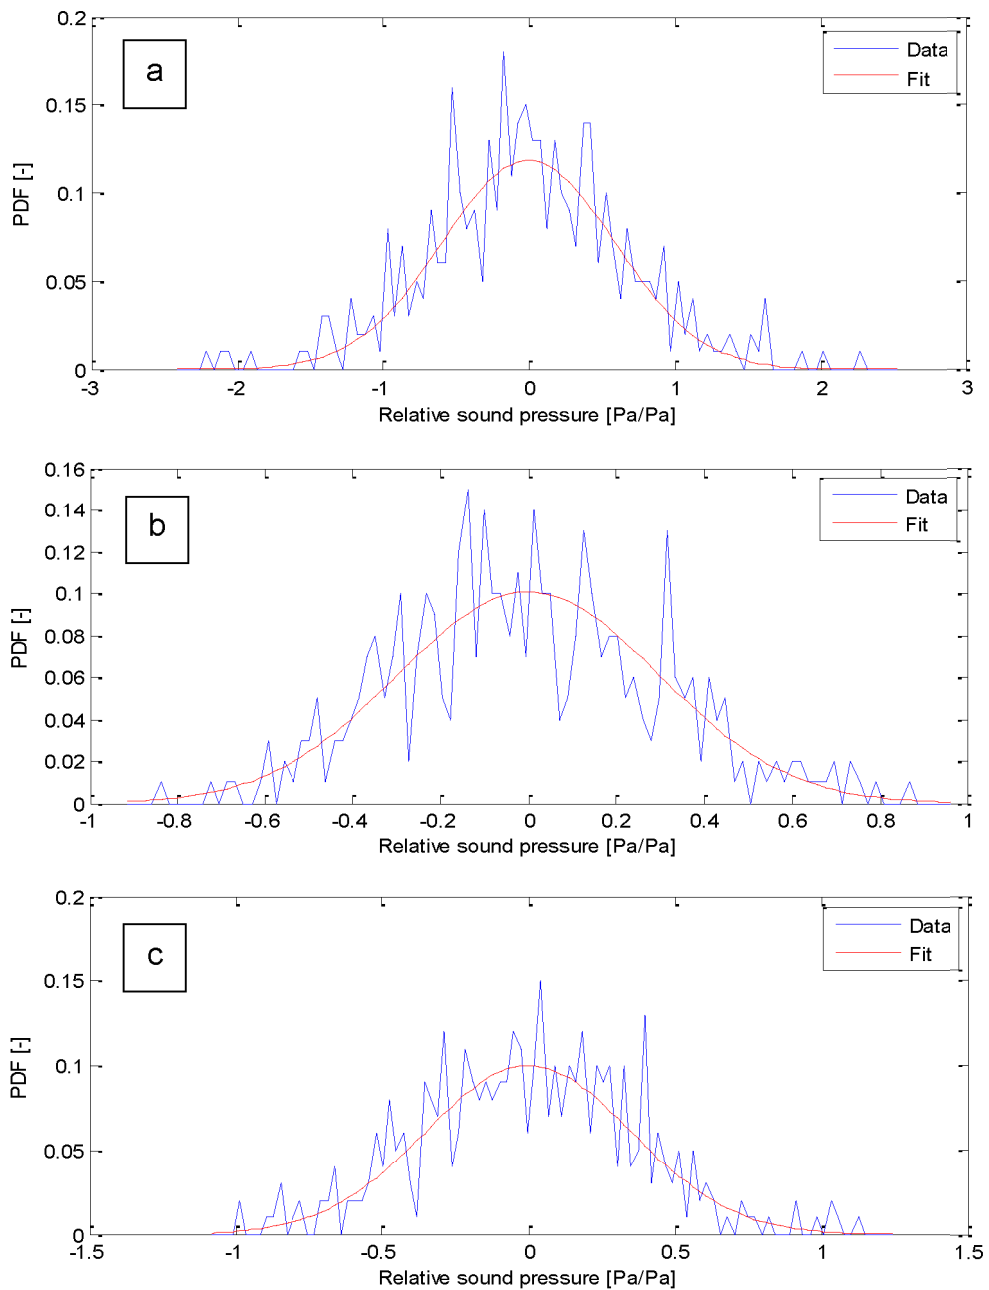 0.2
a
Data
Fit
0.15
PDF [-]
0.1
0.05
0
-3 -2 -1 0 1 2 3
Relative sound pressure [Pa/Pa]
0.16
b
Data
Fit
0.14
0.12
0.1
PDF [-]
0.08
0.06
0.04
0.02
0
-1 -0.8 -0.6 -0.4 -0.2 0 0.2 0.4 0.6 0.8 1
Relative sound pressure [Pa/Pa]
0.2
c
Data
Fit
0.15
0.1
PDF [-]
0.05
0
-1.5 -1 -0.5 0 0.5 1 1.5
Relative sound pressure [Pa/Pa]